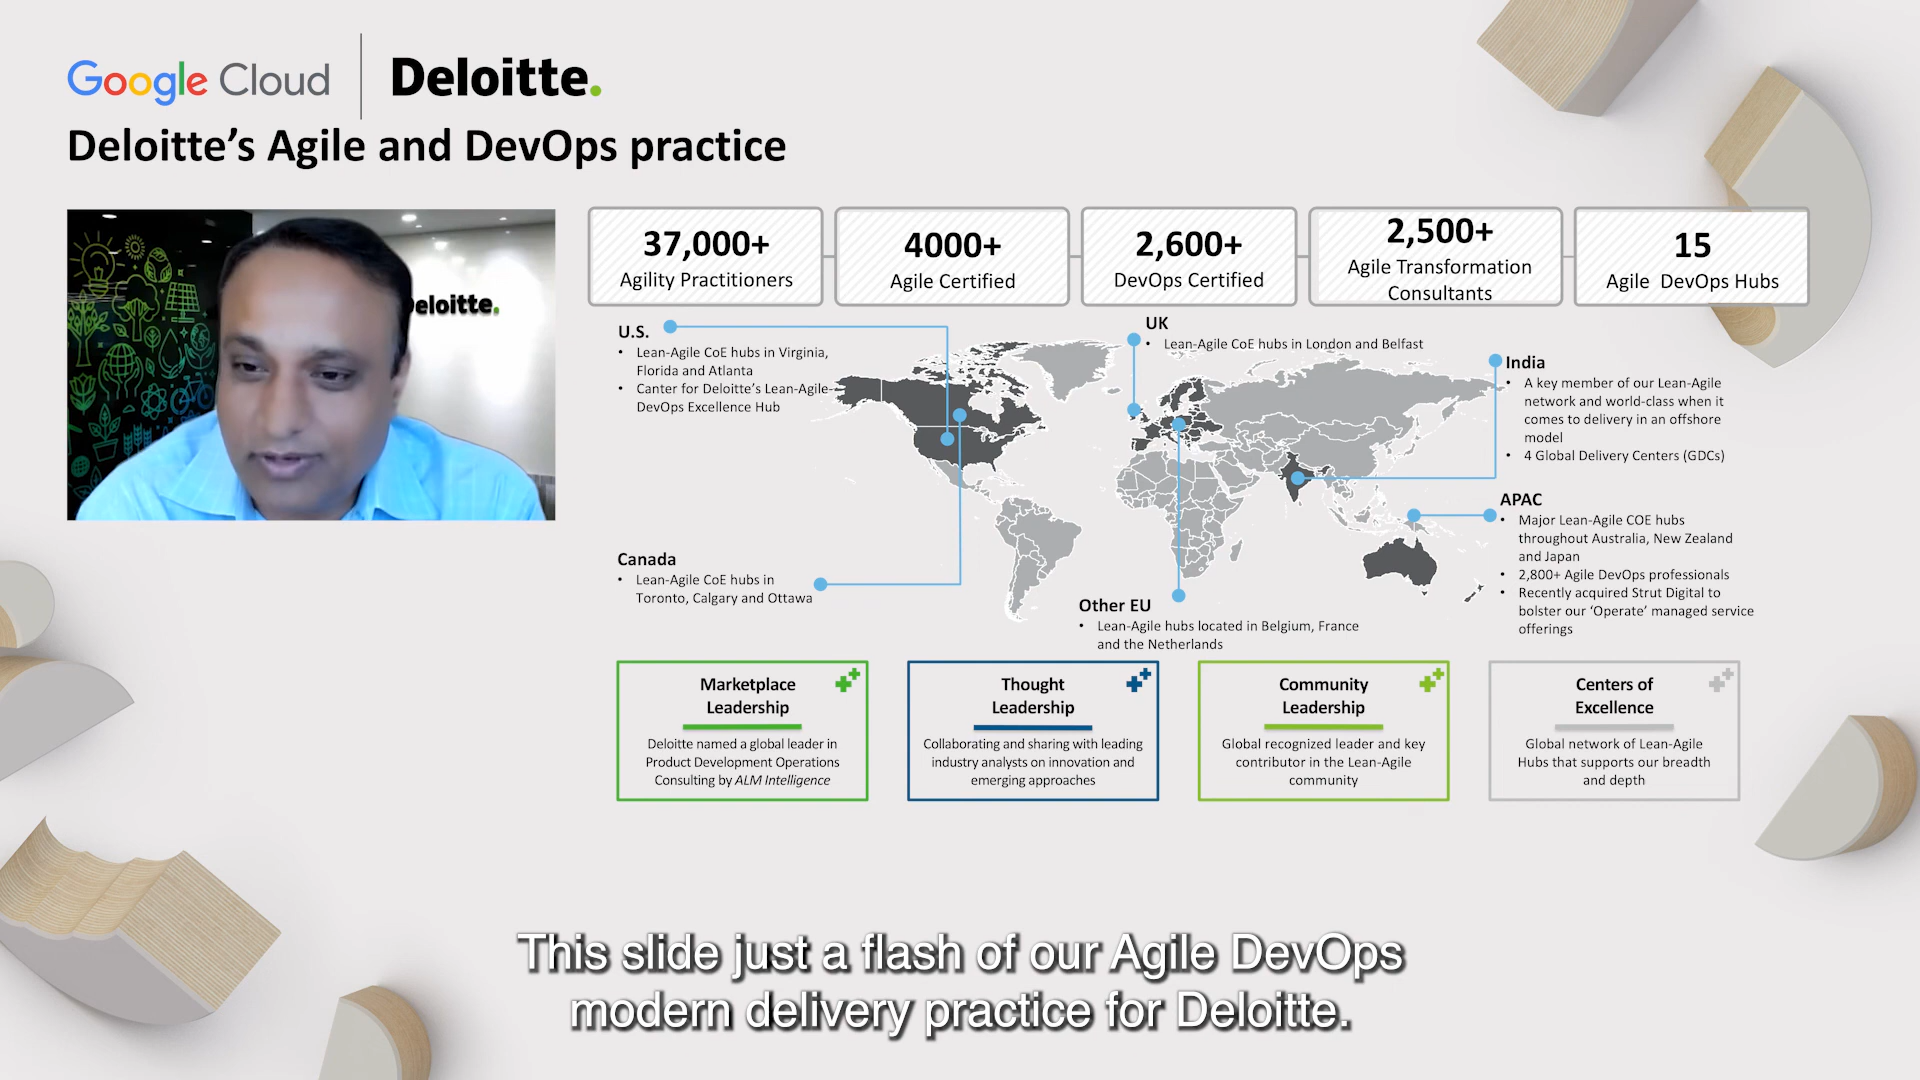 Google Cloud
Deloitte.
Deloitte’s Agile and DevOps practice
eloitte.
37,000+
Agility Practitioners
4000+
Agile Certified
2,600+
DevOps Certified
2,500+
Agile Transformation
Consultants
15
Agile DevOps Hubs
U.S.
• Lean-Agile CoE hubs in Virginia,
Florida and Atlanta
• Canter for Deloitte’s Lean-Agile-
DevOps Excellence Hub
UK
• Lean-Agile CoE hubs in London and Belfast
India
• A key member of our Lean-Agile
network and world-class when it
comes to delivery in an offshore
model
• 4 Global Delivery Centers (GDCs)
APAC
• Major Lean-Agile COE hubs
throughout Australia, New Zealand
and Japan
• 2,800+ Agile DevOps professionals
• Recently acquired Strut Digital to
bolster our ‘Operate’ managed service
offerings
Canada
• Lean-Agile CoE hubs in
Toronto, Calgary and Ottawa
Other EU
• Lean-Agile hubs located in Belgium, France
and the Netherlands
Marketplace
Leadership
Deloitte named a global leader in
Product Development Operations
Consulting by ALM Intelligence
Thought
Leadership
Collaborating and sharing with leading
industry analysts on innovation and
emerging approaches
Community
Leadership
Global recognized leader and key
contributor in the Lean-Agile
community
Centers of
Excellence
Global network of Lean-Agile
Hubs that supports our breadth
and depth
This slide just a flash of our Agile DevOps
modern delivery practice for Deloitte.